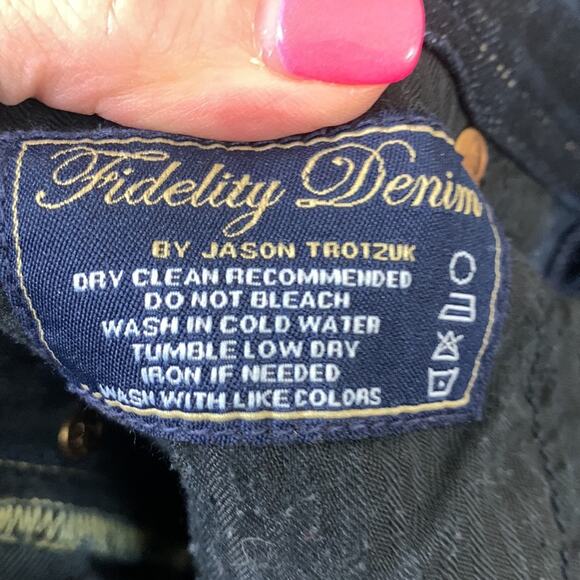 Fidelity Denim
BY JASON TROTZUK
DRY CLEAN RECOMMENDED
DO NOT BLEACH
WASH IN COLD WATER
TUMBLE LOW DRY
IRON IF NEEDED
WASH WITH LIKE COLORS